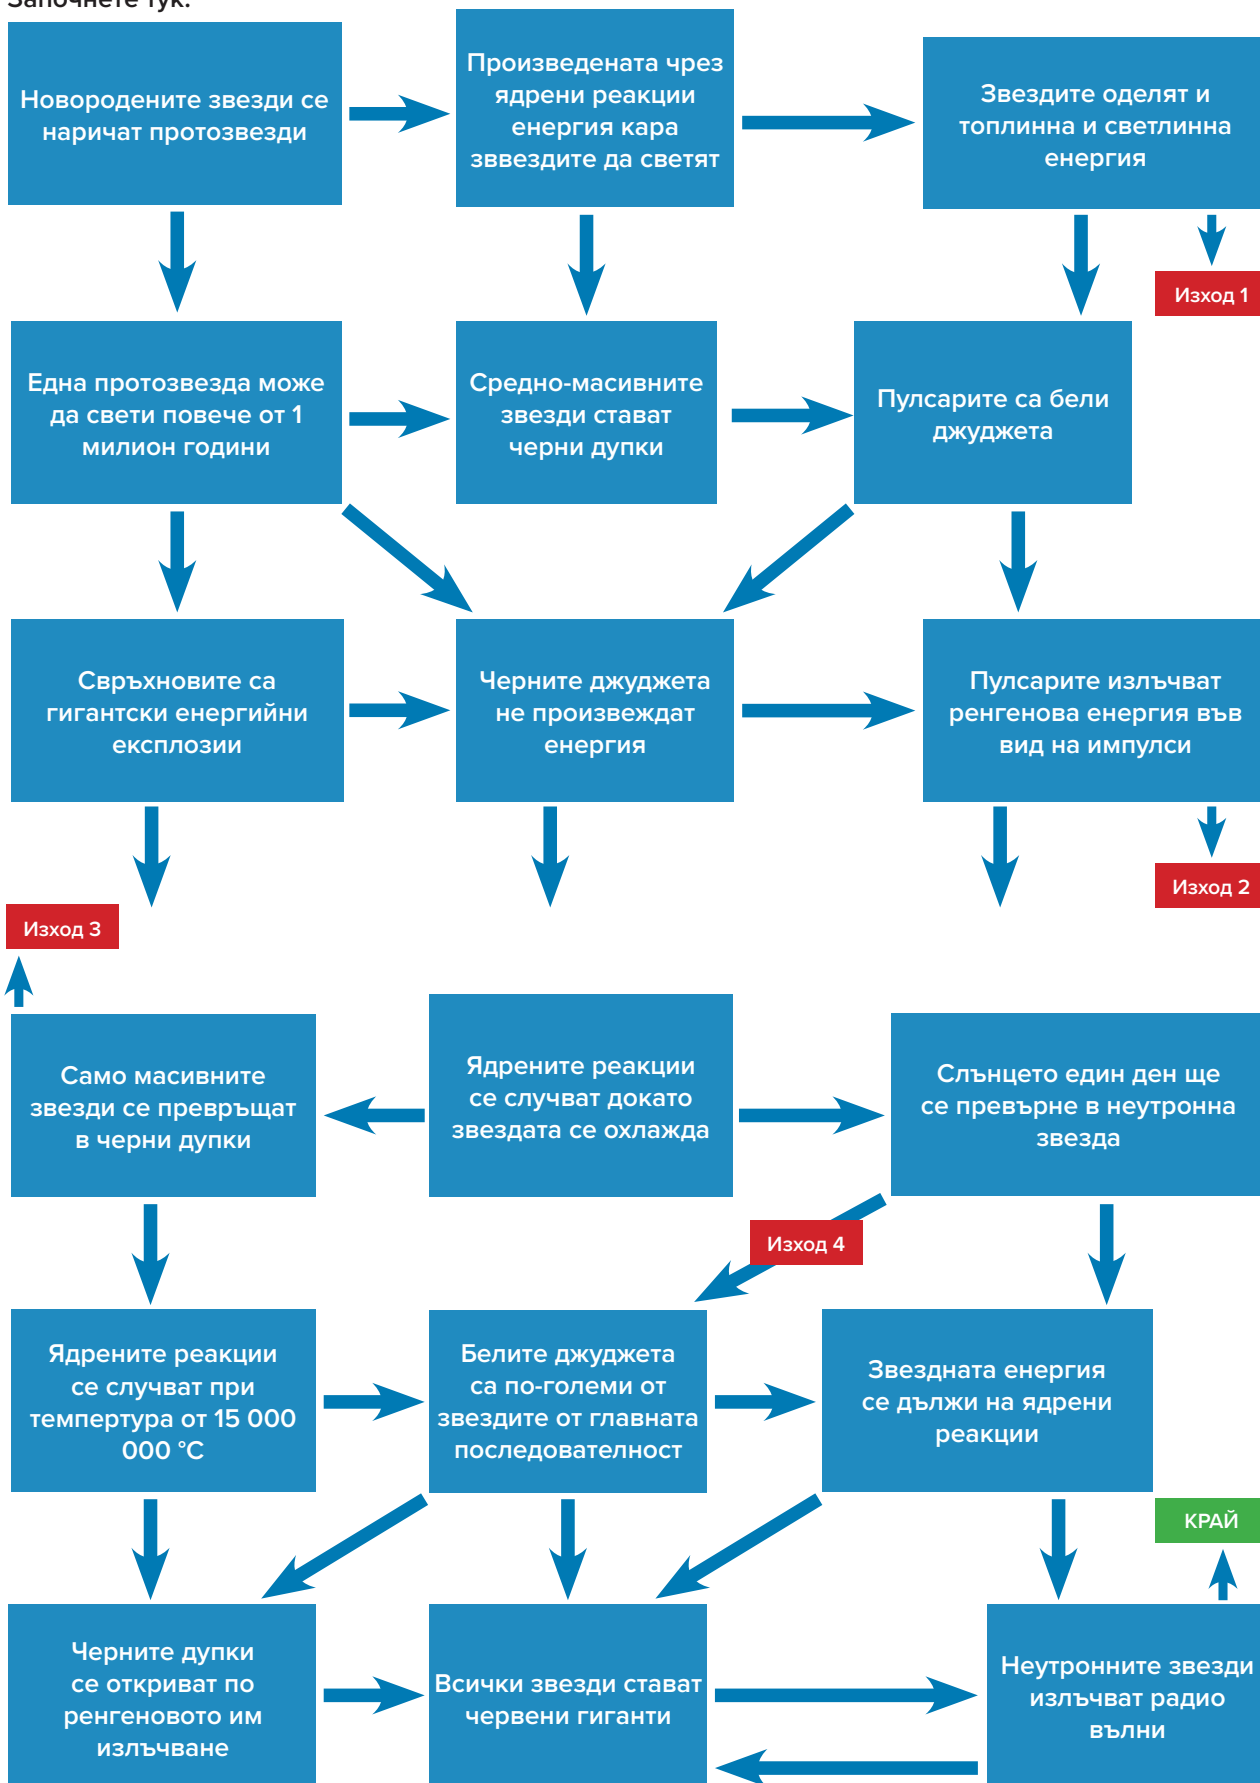 Започнете тук:
Новородените звезди се
наричат протозвезди
Произведената чрез
ядрени реакции
енергия кара
зввездите да светят
Звездите оделят и
топлинна и светлинна
енергия
Изход 1
Една протозвезда може
да свети повече от 1
милион години
Средно-масивните
звезди стават
черни дупки
Пулсарите са бели
джуджета
Свръхновите са
гигантски енергийни
експлозии
Черните джуджета
не произвеждат
енергия
Пулсарите излъчват
ренгенова енергия във
вид на импулси
Изход 2
Изход 3
Само масивните
звезди се превръщат
в черни дупки
Ядрените реакции
се случват докато
звездата се охлажда
Слънцето един ден ще
се превърне в неутронна
звезда
Изход 4
Ядрените реакции
се случват при
темпертура от 15 000
000 °C
Белите джуджета
са по-големи от
звездите от главната
последователност
Звездната енергия
се дължи на ядрени
реакции
КРАЙ
Черните дупки
се откриват по
ренгеновото им
излъчване
Всички звезди стават
червени гиганти
Неутронните звезди
излъчват радио
вълни